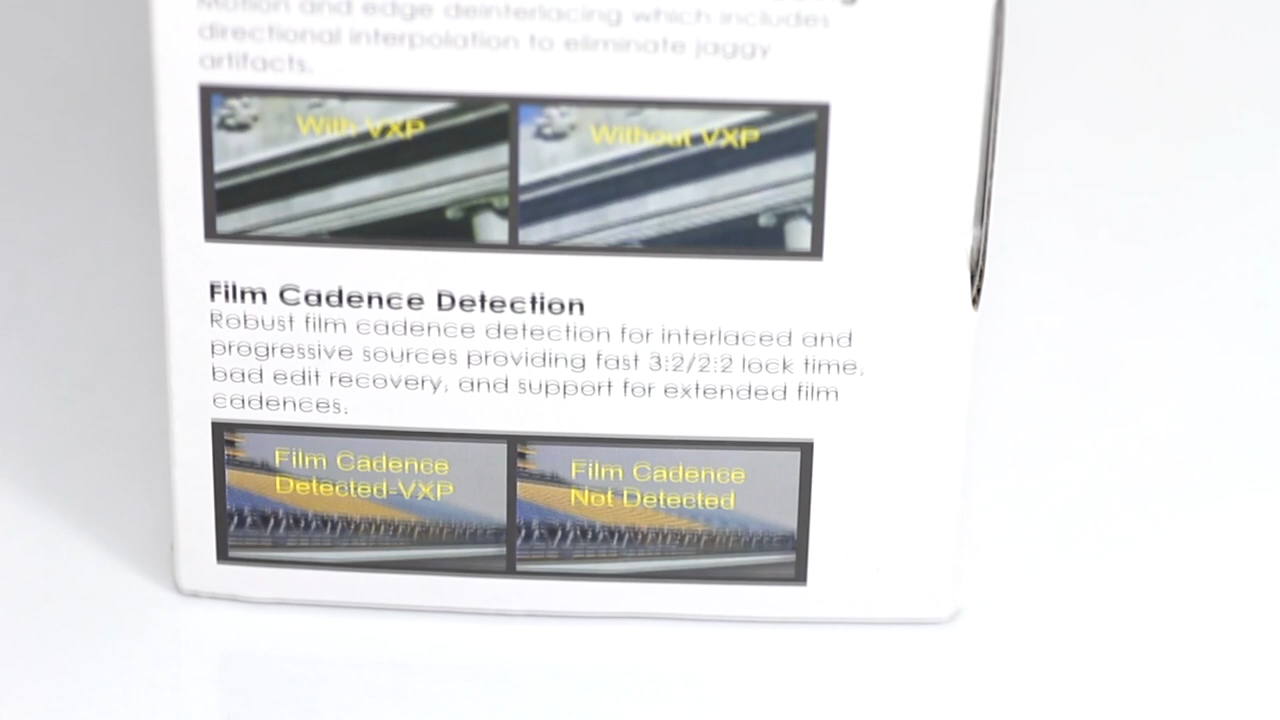 Motion and edge deinterlacing which includes
directional interpolation to eliminate jaggy
artifacts.
With VXP
Without VXP
Film Cadence Detection
Robust film cadence detection for interlaced and
progressive sources providing fast 3:2/2:2 lock time,
bad edit recovery, and support for extended film
cadences.
Film Cadence
Detected-VXP
Film Cadence
Not Detected